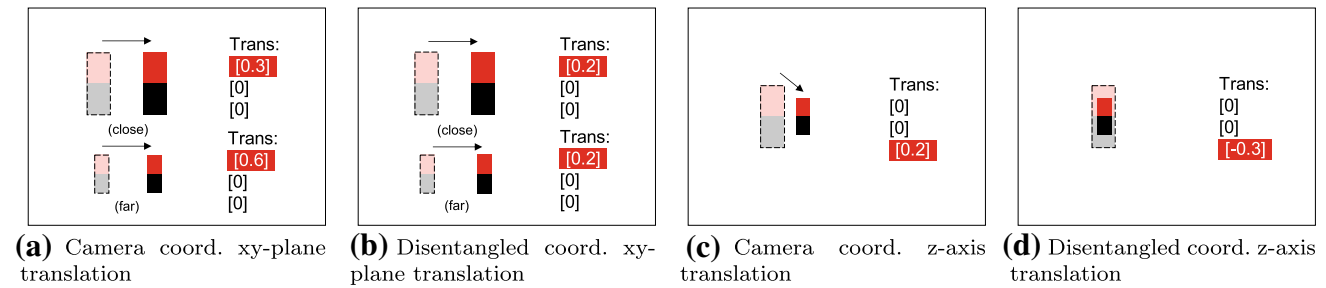 Trans:
[0.3]
[0]
[0]
(close)
Trans:
[0.6]
[0]
[0]
(far)
(a) Camera coord. xy-plane
translation
Trans:
[0.2]
[0]
[0]
(close)
Trans:
[0.2]
[0]
[0]
(far)
(b) Disentangled coord. xy-
plane translation
Trans:
[0]
[0]
[0.2]
(c) Camera coord. z-axis
translation
Trans:
[0]
[0]
[-0.3]
(d) Disentangled coord. z-axis
translation